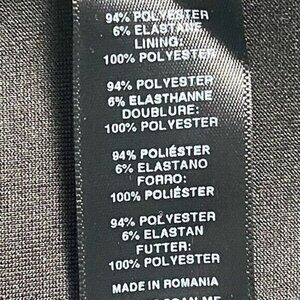 94% POLYESTER
6% ELASTANE
LINING:
100% POLYESTER
94% POLYESTER
6% ELASTHANNE
DOUBLURE:
100% POLYESTER
94% POLIÉSTER
6% ELASTANO
FORRO:
100% POLIÉSTER
94% POLYESTER
6% ELASTAN
FUTTER:
100% POLYESTER
MADE IN ROMANIA